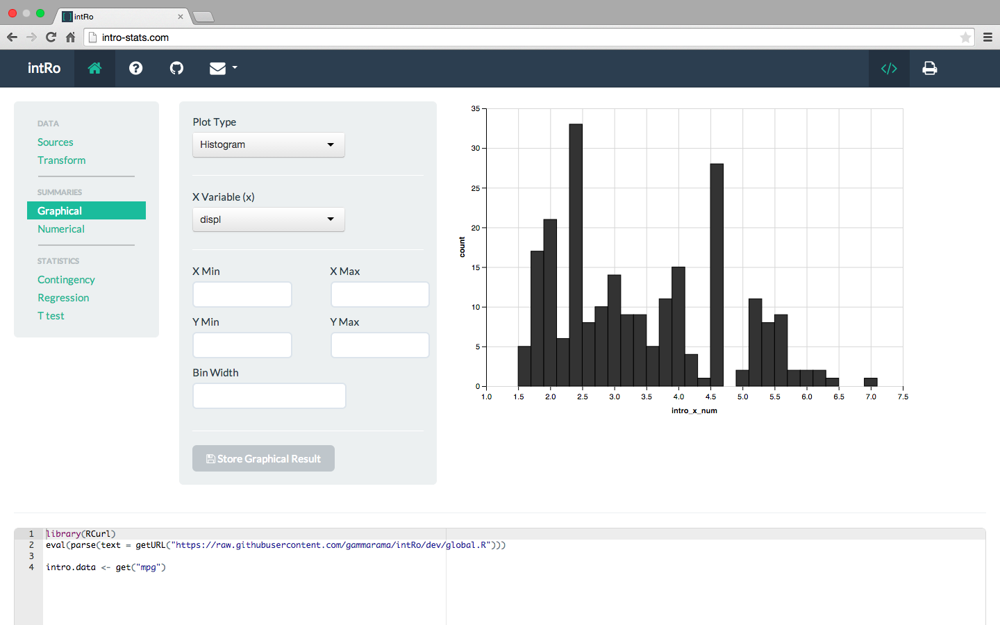 intRo
intro-stats.com
intRo
DATA
Sources
Transform
SUMMARIES
Graphical
Numerical
STATISTICS
Contingency
Regression
T test
Plot Type
Histogram
X Variable (x)
displ
X Min X Max
Y Min Y Max
Bin Width
Store Graphical Result
35
30
25
20
15
10
5
0
count
1.0 1.5 2.0 2.5 3.0 3.5 4.0 4.5 5.0 5.5 6.0 6.5 7.0 7.5
intro_x_num
1 library(RCurl)
2 eval(parse(text = getURL("https://raw.githubusercontent.com/gammarama/intRo/dev/global.R")))
3
4 intro.data <- get("mpg")